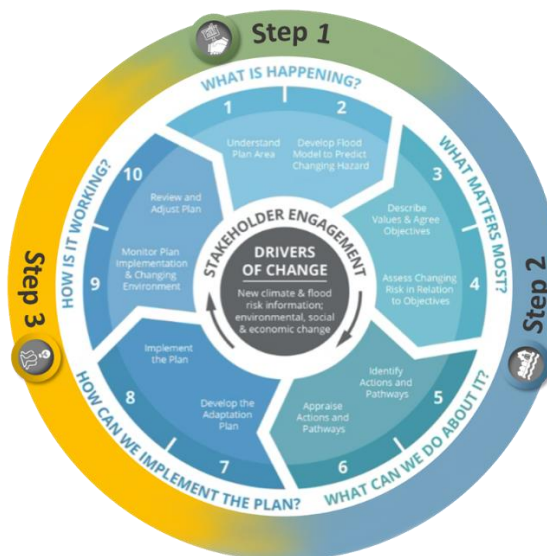 Step 1
WHAT IS HAPPENING?
1
Understand
Plan Area
2
Develop Flood
Model to Predict
Changing Hazard
WHAT MATTERS MOST?
3
Describe
Values & Agree
Objectives
4
Assess Changing
Risk in Relation
to Objectives
Step 2
WHAT CAN WE DO ABOUT IT?
5
Identify
Actions and
Pathways
6
Appraise
Actions and
Pathways
HOW CAN WE IMPLEMENT THE PLAN?
7
Develop the
Adaptation
Plan
8
Implement
the Plan
Step 3
HOW IS IT WORKING?
9
Monitor Plan
Implementation
& Changing
Environment
10
Review and
Adjust Plan
STAKEHOLDER ENGAGEMENT
DRIVERS
OF CHANGE
New climate & flood
risk information;
environmental, social
& economic change